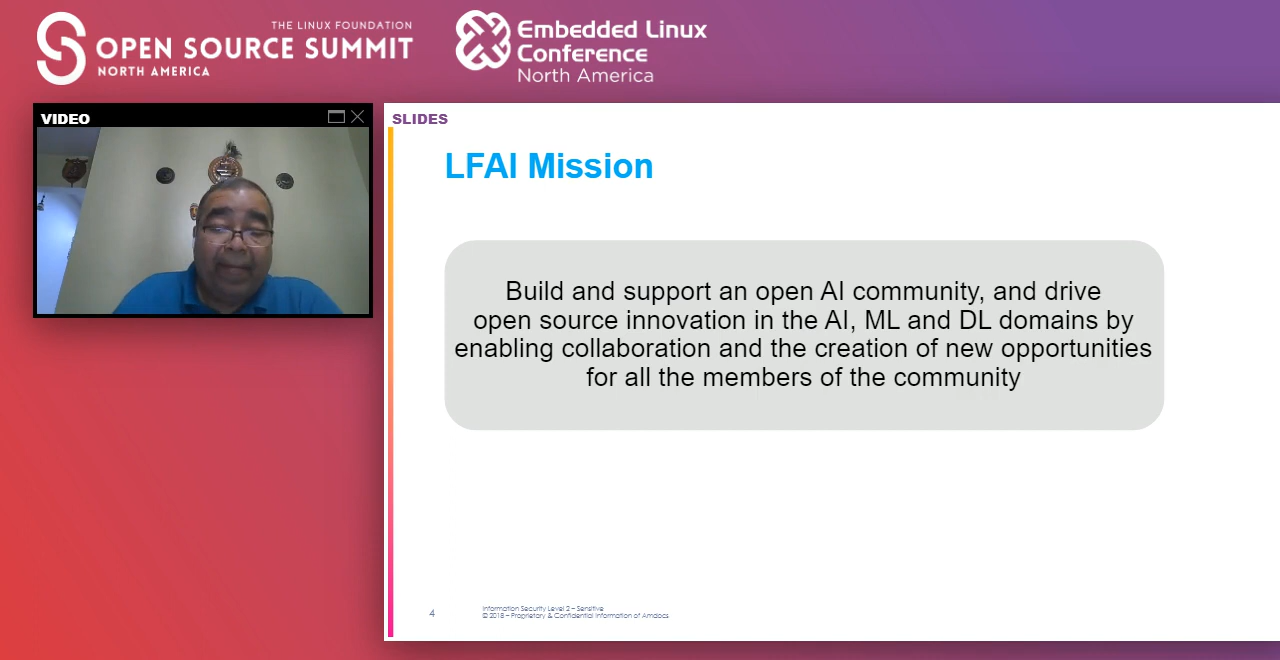 THE LINUX FOUNDATION
OPEN SOURCE SUMMIT
NORTH AMERICA
Embedded Linux
Conference
North America
VIDEO
SLIDES
LFAI Mission
Build and support an open AI community, and drive
open source innovation in the AI, ML and DL domains by
enabling collaboration and the creation of new opportunities
for all the members of the community
4
Information Security Level 2 – Sensitive
© 2018 – Proprietary & Confidential Information of Amdocs